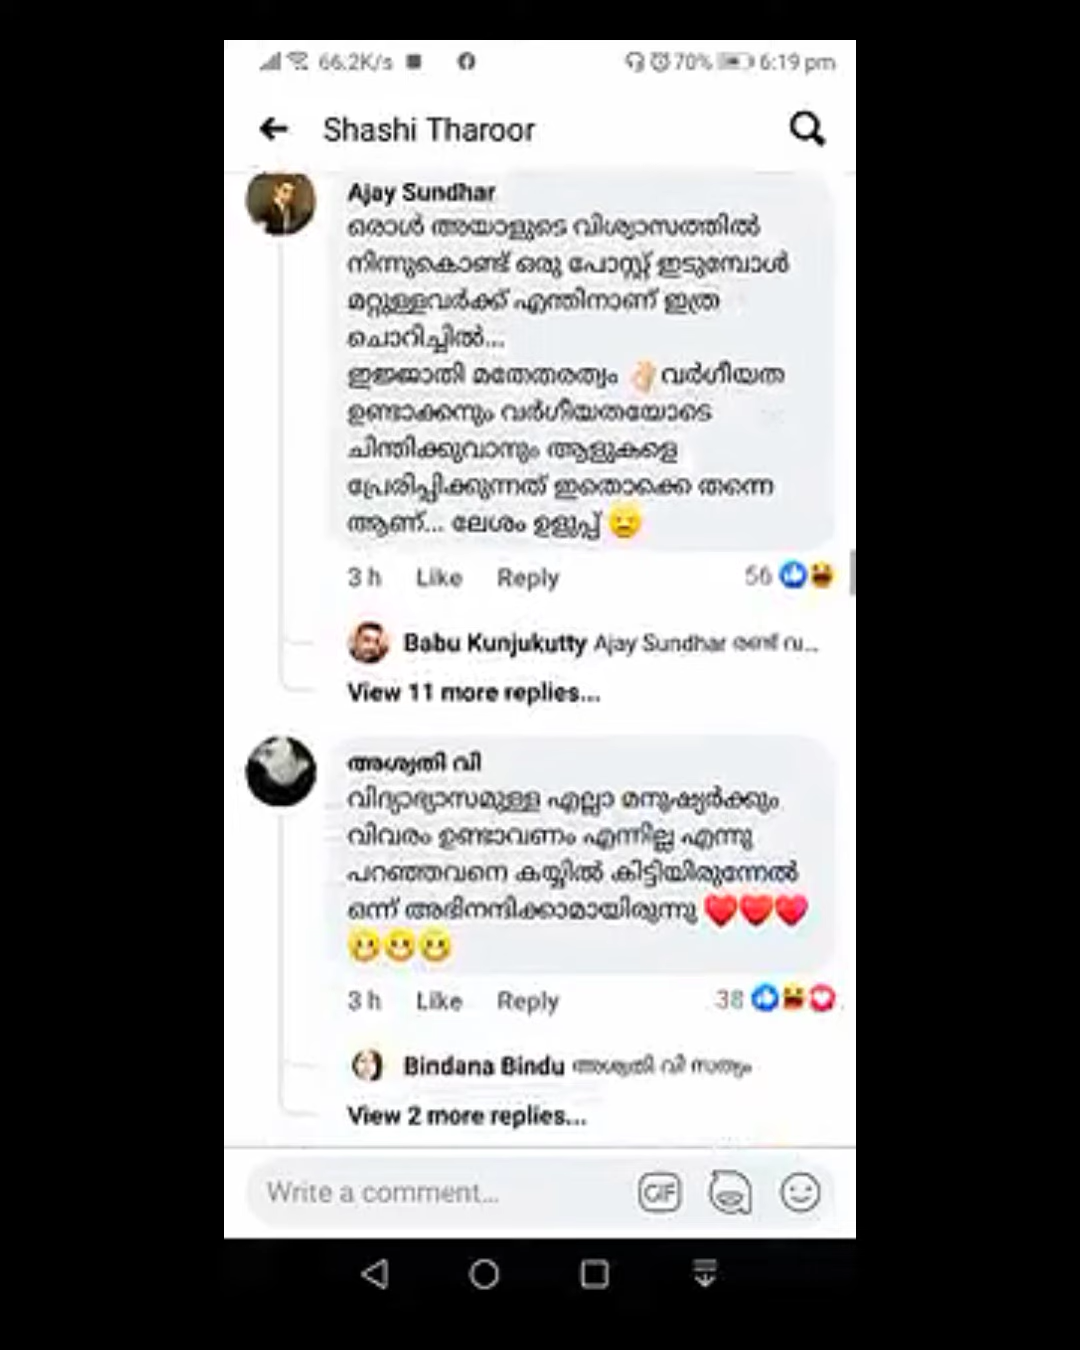 66.2K/s 70% 6:19 pm
Shashi Tharoor
Ajay Sundhar
ഒരാൾ അയാളുടെ വിശ്വാസത്തിൽ
നിന്നുകൊണ്ട് ഒരു പോസ്റ്റ് ഇടുമ്പോൾ
മറ്റുള്ളവർക്ക് എന്തിനാണ് ഇത്ര
ചൊറിച്ചിൽ...
ഇജ്ജാതി മതേതരത്വം 👌🏻വർഗീയത
ഉണ്ടാക്കനും വർഗീയതയോടെ
ചിന്തിക്കുവാനും ആളുകളെ
പ്രേരിപ്പിക്കുന്നത് ഇതൊക്കെ തന്നെ
ആണ്... ലേശം ഉളുപ്പ് 😑
3 h Like Reply 56
Babu Kunjukutty Ajay Sundhar രണ്ട് വ...
View 11 more replies...
അശ്വതി വി
വിദ്യാഭ്യാസമുള്ള എല്ലാ മനുഷ്യർക്കും
വിവരം ഉണ്ടാവണം എന്നില്ല എന്നു
പറഞ്ഞവനെ കയ്യിൽ കിട്ടിയിരുന്നേൽ
ഒന്ന് അഭിനന്ദിക്കാമായിരുന്നു ❤️❤️❤️
😬😬😬
3 h Like Reply 38
Bindana Bindu അശ്വതി വി സത്യം
View 2 more replies...
Write a comment...
GIF